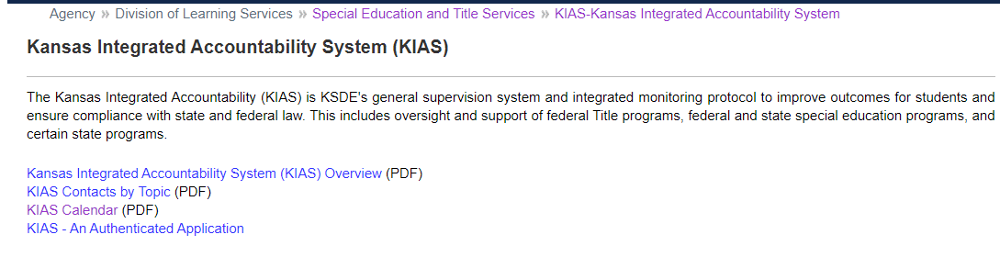 Agency » Division of Learning Services » Special Education and Title Services » KIAS-Kansas Integrated Accountability System
Kansas Integrated Accountability System (KIAS)
The Kansas Integrated Accountability (KIAS) is KSDE's general supervision system and integrated monitoring protocol to improve outcomes for students and
ensure compliance with state and federal law. This includes oversight and support of federal Title programs, federal and state special education programs, and
certain state programs.
Kansas Integrated Accountability System (KIAS) Overview (PDF)
KIAS Contacts by Topic (PDF)
KIAS Calendar (PDF)
KIAS - An Authenticated Application